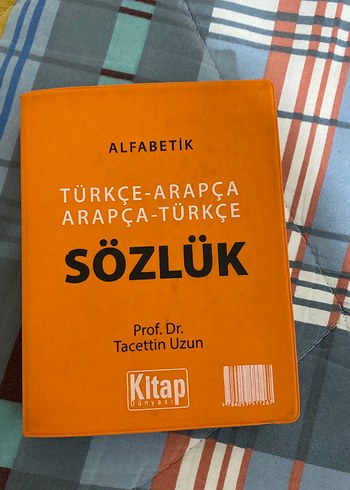 ALFABETİK
TÜRKÇE-ARAPÇA
ARAPÇA-TÜRKÇE
SÖZLÜK
Prof. Dr.
Tacettin Uzun
Kitap
Dünyası